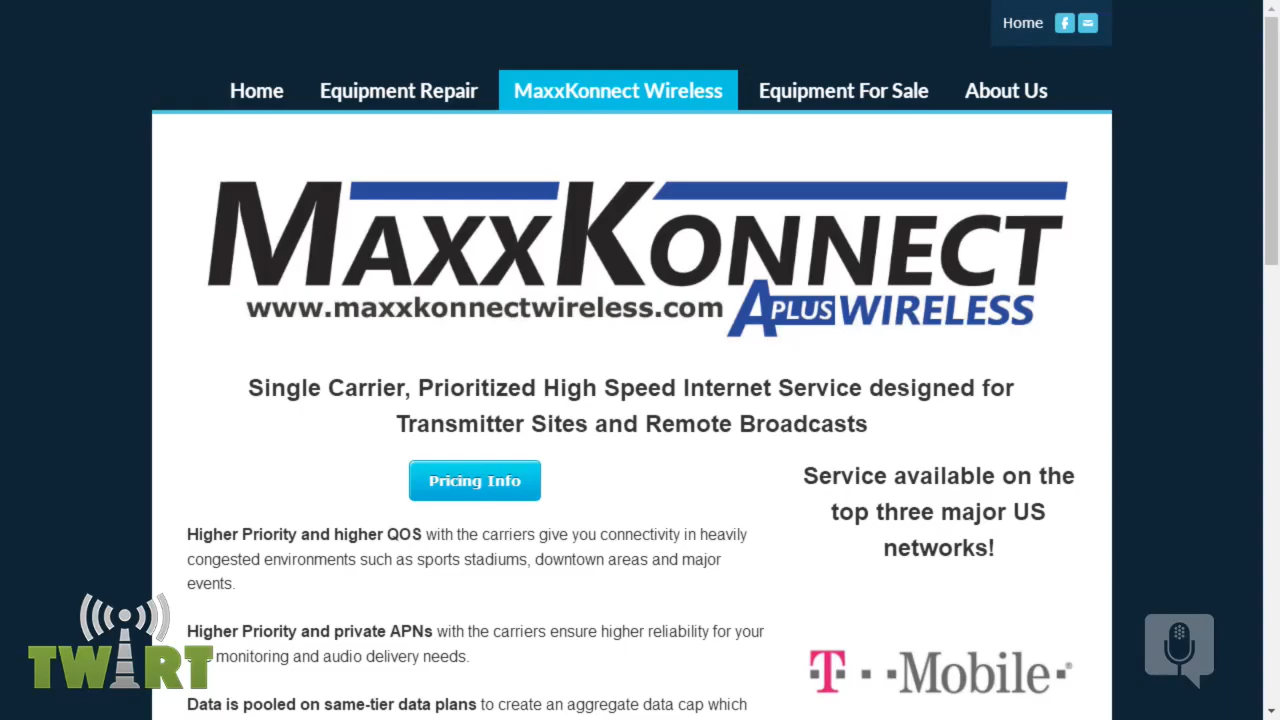 Home
Home
Equipment Repair
MaxxKonnect Wireless
Equipment For Sale
About Us
MAXXKONNECT
www.maxxkonnectwireless.com
APLUS WIRELESS
Single Carrier, Prioritized High Speed Internet Service designed for
Transmitter Sites and Remote Broadcasts
Pricing Info
Higher Priority and higher QOS with the carriers give you connectivity in heavily
congested environments such as sports stadiums, downtown areas and major
events.
Higher Priority and private APNs with the carriers ensure higher reliability for your
monitoring and audio delivery needs.
Data is pooled on same-tier data plans to create an aggregate data cap which
Service available on the
top three major US
networks!
T Mobile®
TWiRT